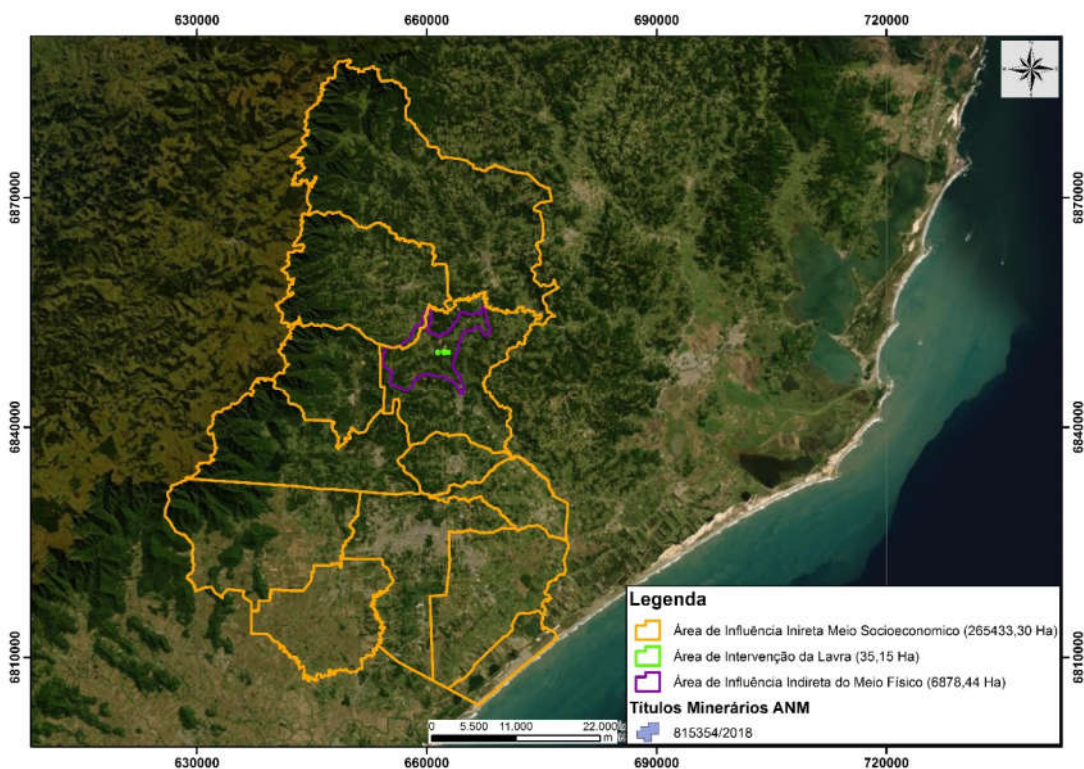 630000 660000 690000 720000
6870000 6870000
6840000 6840000
6810000 6810000
Legenda
Área de Influência Inireta Meio Socioeconomico (265433,30 Ha)
Área de Intervenção da Lavra (35,15 Ha)
Área de Influência Indireta do Meio Físico (6878,44 Ha)
Títulos Minerários ANM
815354/2018
0 5.500 11.000 22.000
m
630000 660000 690000 720000